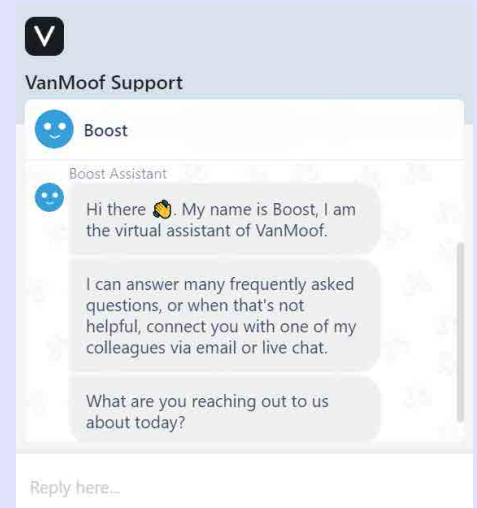 V
VanMoof Support
Boost
Boost Assistant
Hi there 👏. My name is Boost, I am
the virtual assistant of VanMoof.
I can answer many frequently asked
questions, or when that's not
helpful, connect you with one of my
colleagues via email or live chat.
What are you reaching out to us
about today?
Reply here...